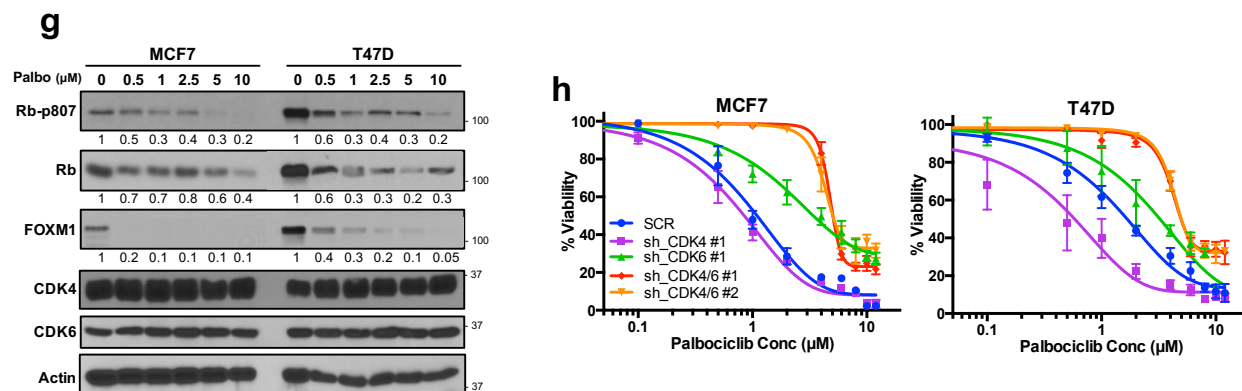 g
MCF7 T47D
Palbo (µM) 0 0.5 1 2.5 5 10 0 0.5 1 2.5 5 10
Rb-p807 100
1 0.5 0.3 0.4 0.3 0.2 1 0.6 0.3 0.4 0.3 0.2
Rb 100
1 0.7 0.7 0.8 0.6 0.4 1 0.6 0.3 0.3 0.2 0.3
FOXM1 100
1 0.2 0.1 0.1 0.1 0.1 1 0.4 0.3 0.2 0.1 0.05
CDK4 37
CDK6 37
Actin 37
h
MCF7
% Viablility
100
80
60
40
20
0
SCR
sh_CDK4 #1
sh_CDK6 #1
sh_CDK4/6 #1
sh_CDK4/6 #2
0.1 1 10
Palbociclib Conc (µM)
T47D
% Viablility
100
80
60
40
20
0
0.1 1 10
Palbociclib Conc (µM)